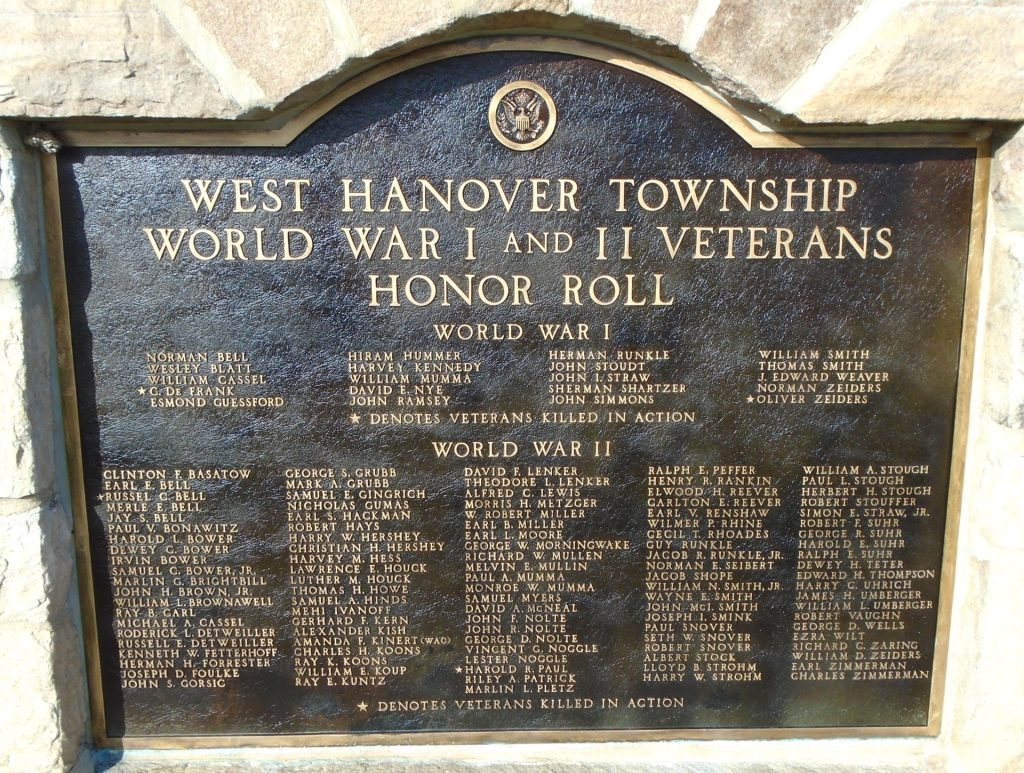 WEST HANOVER TOWNSHIP
WORLD WAR I AND II VETERANS
HONOR ROLL
WORLD WAR I
NORMAN BELL
WESLEY BLATT
WILLIAM CASSEL
★ C. DE FRANK
ESMOND GUESSFORD
HIRAM HUMMER
HARVEY KENNEDY
WILLIAM MUMMA
DAVID E. NYE
JOHN RAMSEY
HERMAN RUNKLE
JOHN STOUDT
JOHN I. STRAW
SHERMAN SHARTZER
JOHN SIMMONS
WILLIAM SMITH
THOMAS SMITH
J. EDWARD WEAVER
NORMAN ZEIDERS
★ OLIVER ZEIDERS
★ DENOTES VETERANS KILLED IN ACTION
WORLD WAR II
CLINTON F. BASATOW
EARL E. BELL
★ RUSSEL C. BELL
MERLE E. BELL
JAY S. BELL
PAUL V. BONAWITZ
HAROLD L. BOWER
DEWEY C. BOWER
IRVIN BOWER
SAMUEL C. BOWER, JR.
MARLIN G. BRIGHTBILL
JOHN H. BROWN, JR.
WILLIAM L. BROWNAWELL
RAY B. CARL
MICHAEL A. CASSEL
RODERICK L. DETWEILLER
RUSSELL E. DETWEILLER
KENNETH W. FETTERHOFF
HERMAN H. FORRESTER
JOSEPH D. FOULKE
JOHN S. GORSIC
GEORGE S. GRUBB
MARK A. GRUBB
SAMUEL E. GINGRICH
NICHOLAS GUMAS
EARL S. HACKMAN
ROBERT HAYS
HARRY W. HERSHEY
CHRISTIAN H. HERSHEY
HARVEY M. HESS
LAWRENCE E. HOUCK
LUTHER M. HOUCK
THOMAS H. HOWE
SAMUEL A. HINDS
MEHI IVANOFF
GERHARD F. KERN
ALEXANDER KISH
AMANDA F. KINERT (WAC)
CHARLES H. KOONS
RAY K. KOONS
WILLIAM E. KOUP
RAY E. KUNTZ
DAVID F. LENKER
THEODORE L. LENKER
ALFRED C. LEWIS
MORRIS H. METZGER
W. ROBERT MILLER
EARL B. MILLER
EARL L. MOORE
GEORGE W. MORNINGWAKE
RICHARD W. MULLEN
MELVIN E. MULLIN
PAUL A. MUMMA
MONROE W. MUMMA
SAMUEL MYERS
DAVID A. MCNEAL
JOHN F. NOLTE
JOHN R. NOLTE
GEORGE D. NOLTE
VINCENT G. NOGGLE
LESTER NOGGLE
★ HAROLD R. PAUL
RILEY A. PATRICK
MARLIN L. PLETZ
RALPH E. PEFFER
HENRY R. RANKIN
ELWOOD H. REEVER
CARLTON E. REEVER
EARL V. RENSHAW
WILMER P. RHINE
CECIL T. RHOADES
GUY RUNKLE
JACOB R. RUNKLE, JR.
NORMAN E. SEIBERT
JACOB SHOPE
WILLIAM N. SMITH, JR.
WAYNE E. SMITH
JOHN MCI. SMITH
JOSEPH L. SMINK
PAUL SNOVER
SETH W. SNOVER
ROBERT SNOVER
ALBERT STOCK
LLOYD B. STROHM
HARRY W. STROHM
WILLIAM A. STOUGH
PAUL L. STOUGH
HERBERT H. STOUGH
ROBERT STOUFFER
SIMON E. STRAW, JR.
ROBERT F. SUHR
GEORGE R. SUHR
HAROLD E. SUHR
RALPH E. SUHR
DEWEY H. TETER
EDWARD H. THOMPSON
HARRY G. UHRICH
JAMES H. UMBERGER
WILLIAM L. UMBERGER
ROBERT VAUGHN
GEORGE D. WELLS
EZRA WILT
RICHARD C. ZARING
WILLIAM D. ZEIDERS
EARL ZIMMERMAN
CHARLES ZIMMERMAN
★ DENOTES VETERANS KILLED IN ACTION